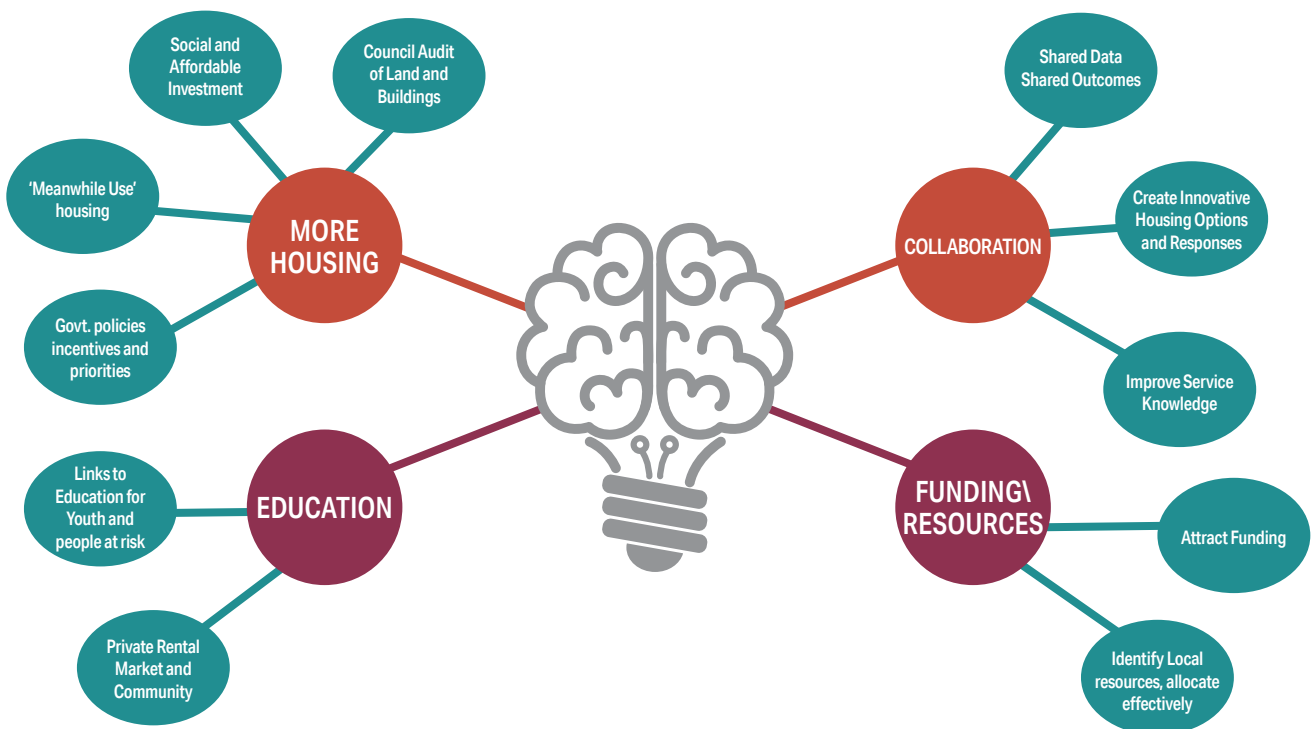 Social and
Affordable
Investment
Council Audit
of Land and
Buildings
'Meanwhile Use'
housing
MORE
HOUSING
Govt. policies
incentives and
priorities
Shared Data
Shared Outcomes
Create Innovative
Housing Options
and Responses
COLLABORATION
Improve Service
Knowledge
Links to
Education for
Youth and
people at risk
EDUCATION
Private Rental
Market and
Community
FUNDING\
RESOURCES
Attract Funding
Identify Local
resources, allocate
effectively